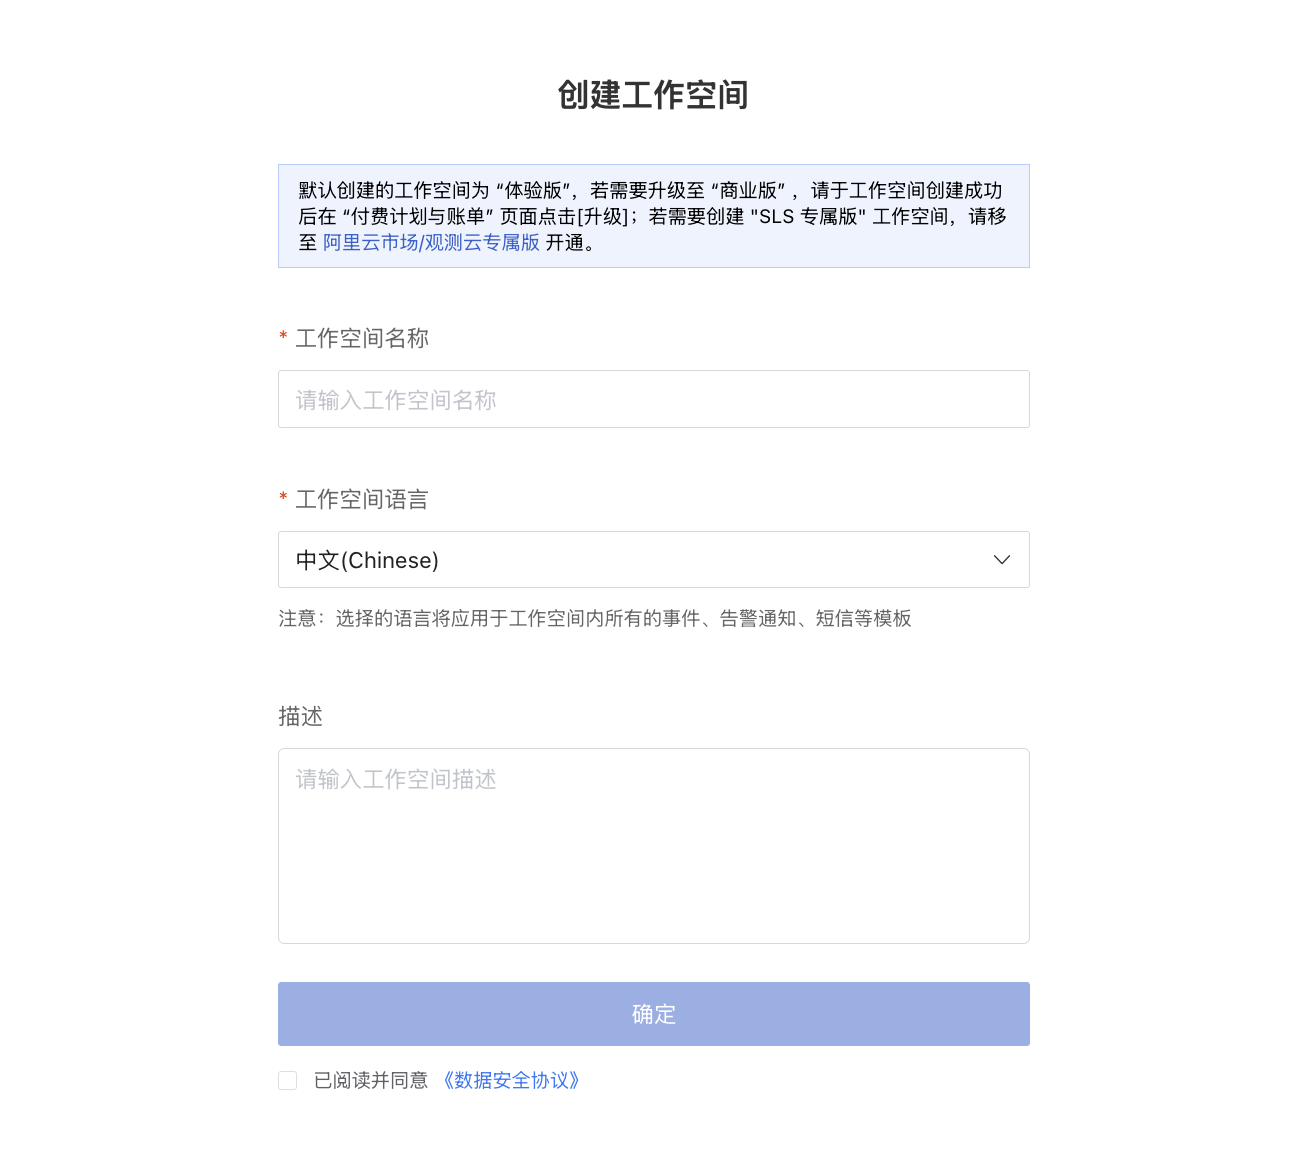 创建工作空间
默认创建的工作空间为 “体验版”，若需要升级至 “商业版” ，请于工作空间创建成功
后在 “付费计划与账单” 页面点击[升级]；若需要创建 "SLS 专属版" 工作空间，请移
至 阿里云市场/观测云专属版 开通。
* 工作空间名称
请输入工作空间名称
* 工作空间语言
中文(Chinese)
注意：选择的语言将应用于工作空间内所有的事件、告警通知、短信等模板
描述
请输入工作空间描述
确定
已阅读并同意 《数据安全协议》